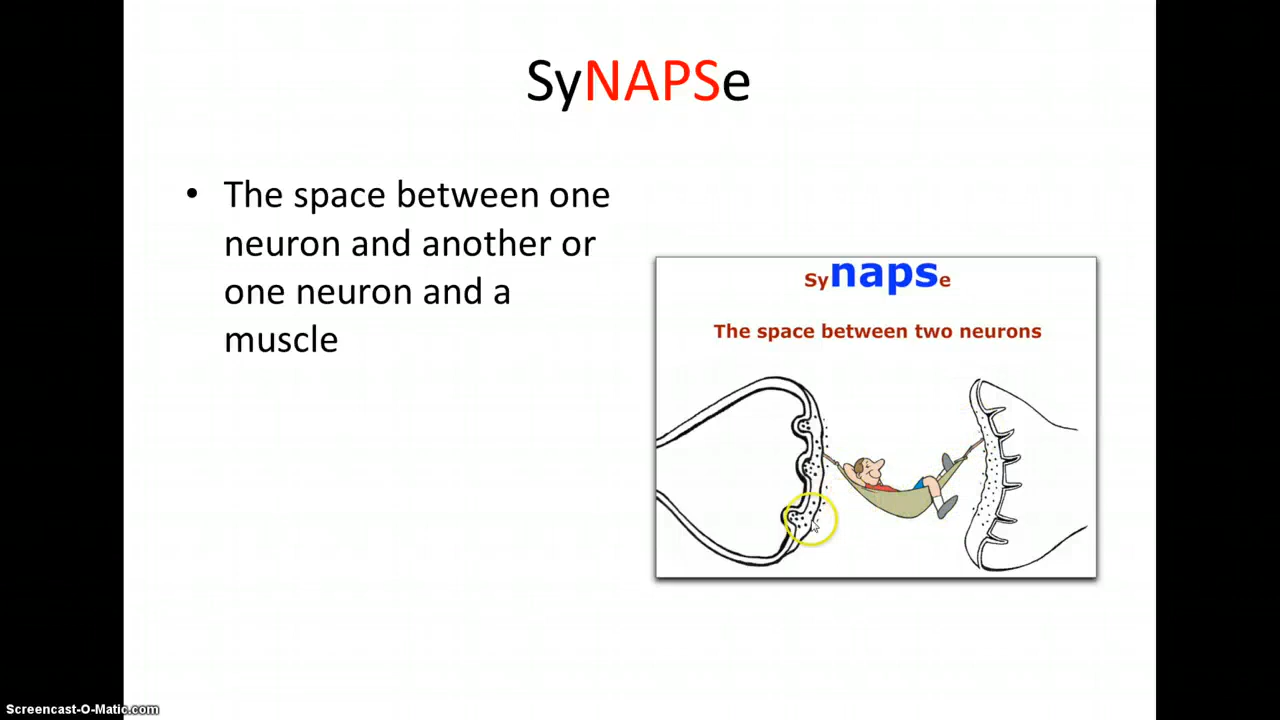 SyNAPSe
• The space between one
neuron and another or
one neuron and a
muscle
Synapse
The space between two neurons
Screencast-O-Matic.com